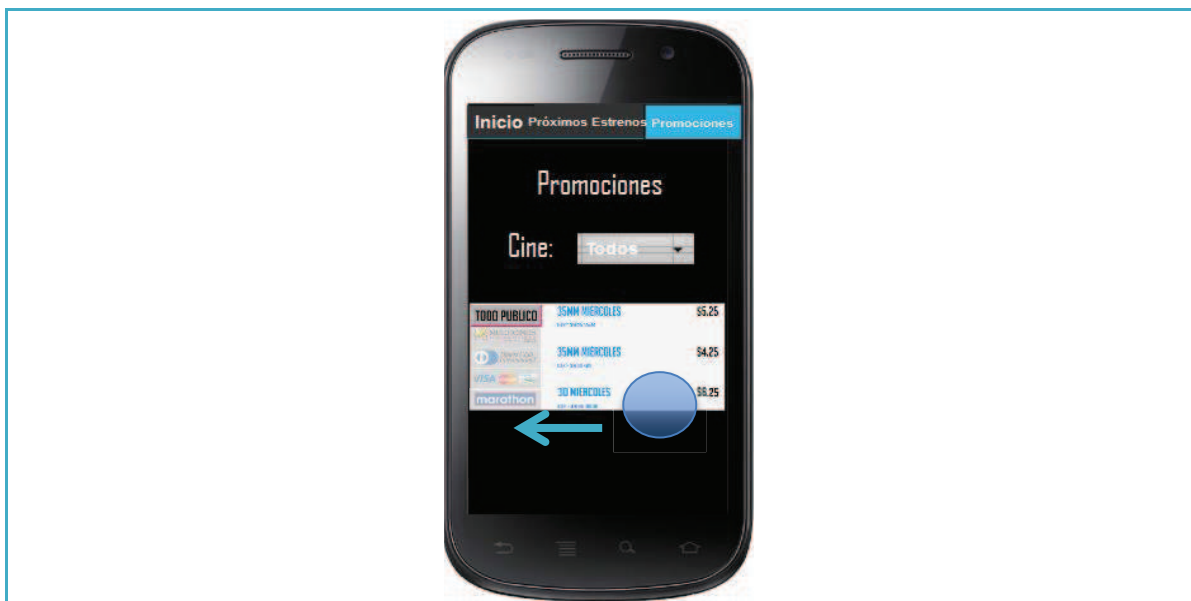 Inicio Próximos Estrenos Promociones
Promociones
Cine: Todos
TODO PUBLICO
35MM MIERCOLES $5.25
35MM MIERCOLES $4.25
VISA
3D MIERCOLES $6.25
marathon